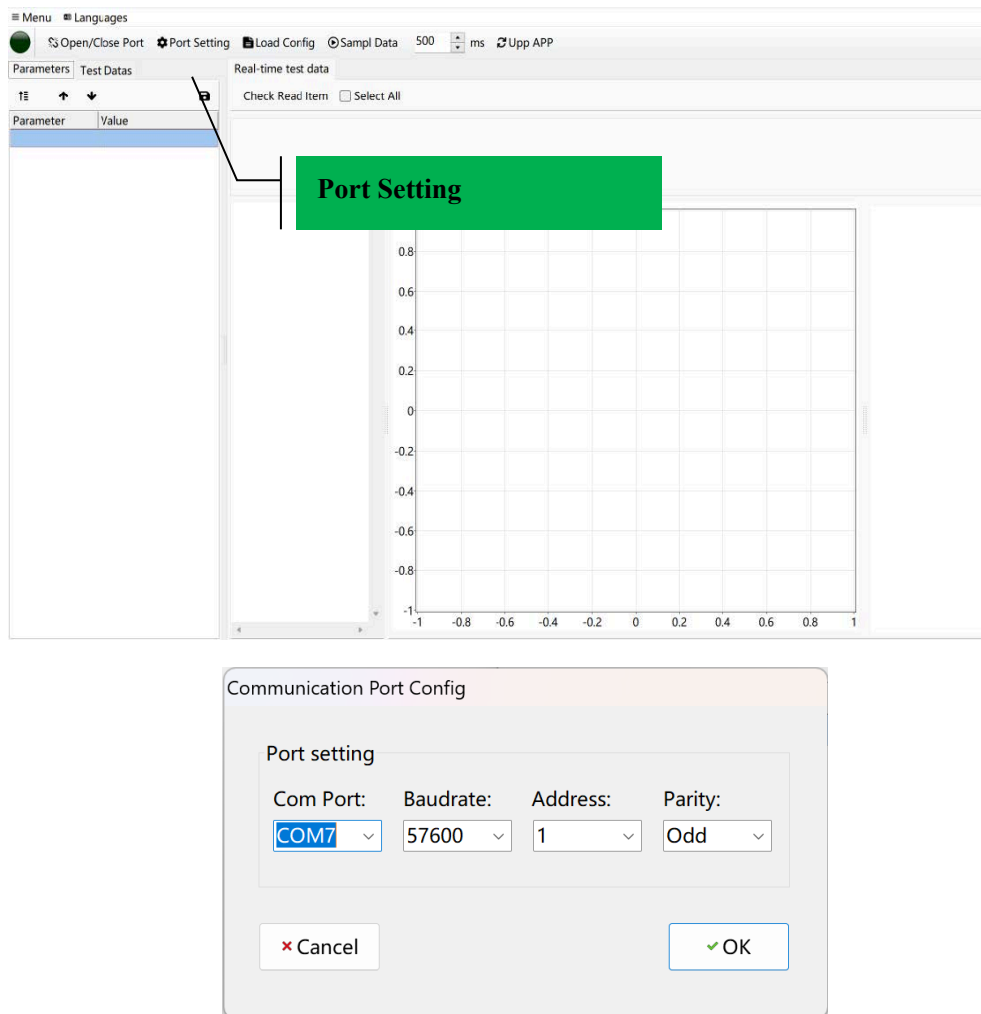 Menu Languages
Open/Close Port Port Setting Load Config Sampl Data 500 ms Upp APP
Parameters Test Datas Real-time test data
Check Read Item Select All
Parameter Value
Port Setting
0.8
0.6
0.4
0.2
0
-0.2
-0.4
-0.6
-0.8
-1
-1 -0.8 -0.6 -0.4 -0.2 0 0.2 0.4 0.6 0.8 1
Communication Port Config
Port setting
Com Port: Baudrate: Address: Parity:
COM7 57600 1 Odd
Cancel OK